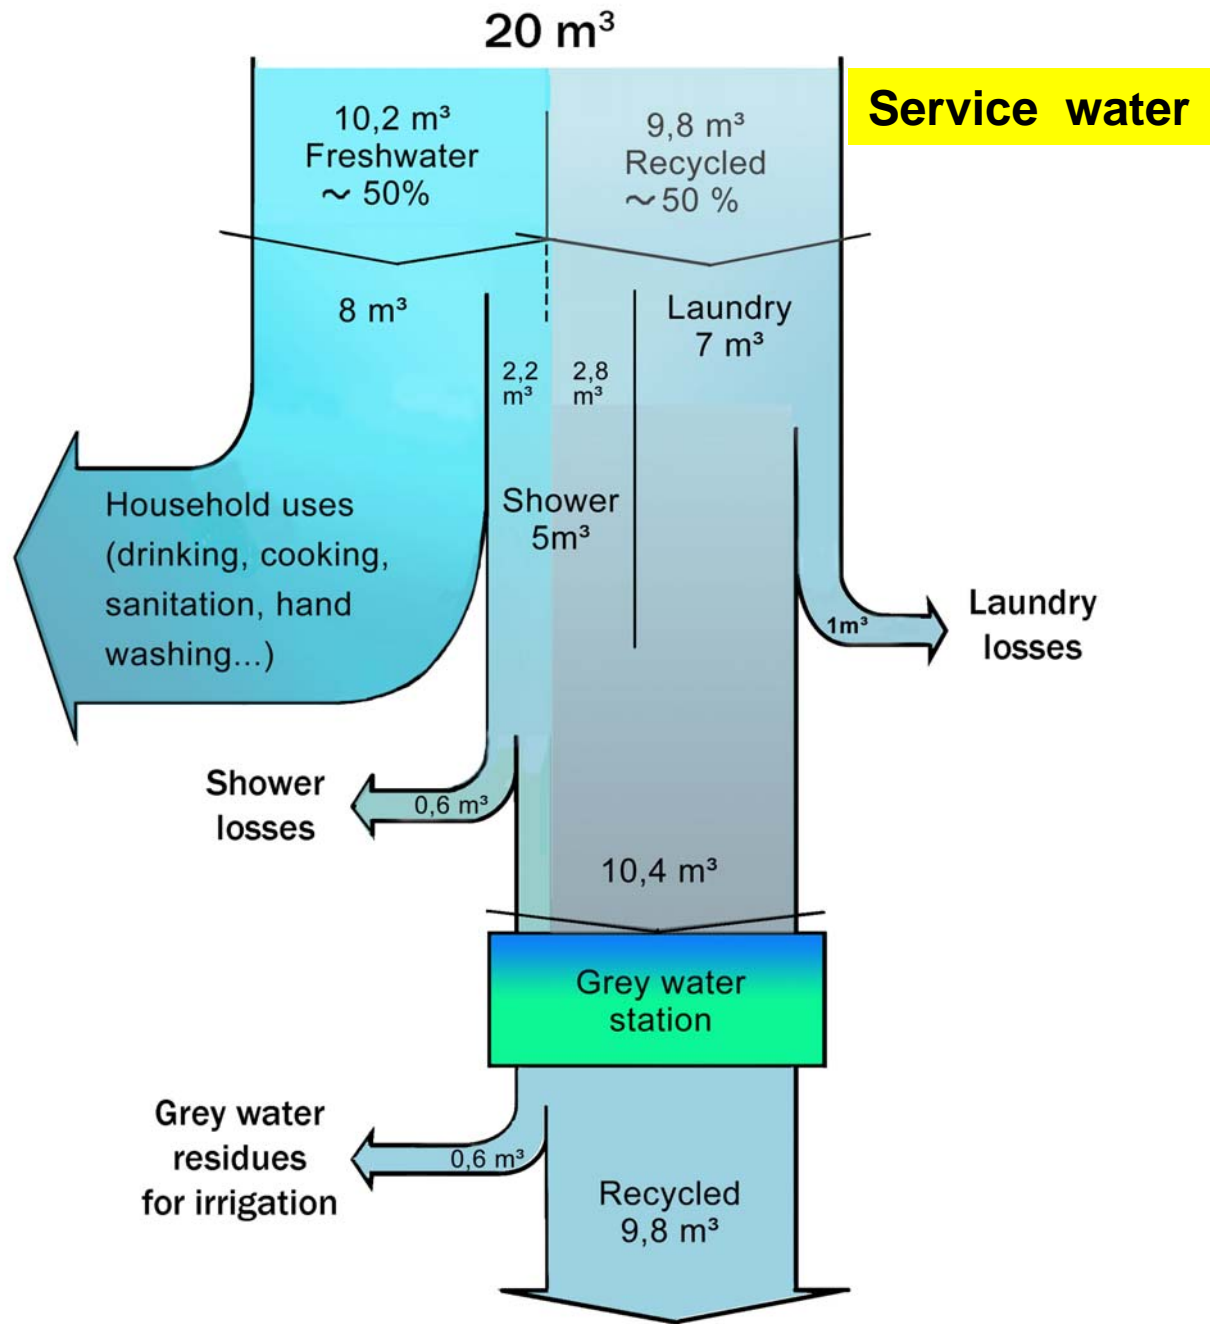 20 m³
Service water
10,2 m³
Freshwater
~ 50%
9,8 m³
Recycled
~ 50 %
8 m³
Laundry
7 m³
2,2
m³
2,8
m³
Household uses
(drinking, cooking,
sanitation, hand
washing...)
Shower
5m³
1m³
Laundry
losses
Shower
losses
0,6 m³
10,4 m³
Grey water
station
Grey water
residues
for irrigation
0,6 m³
Recycled
9,8 m³